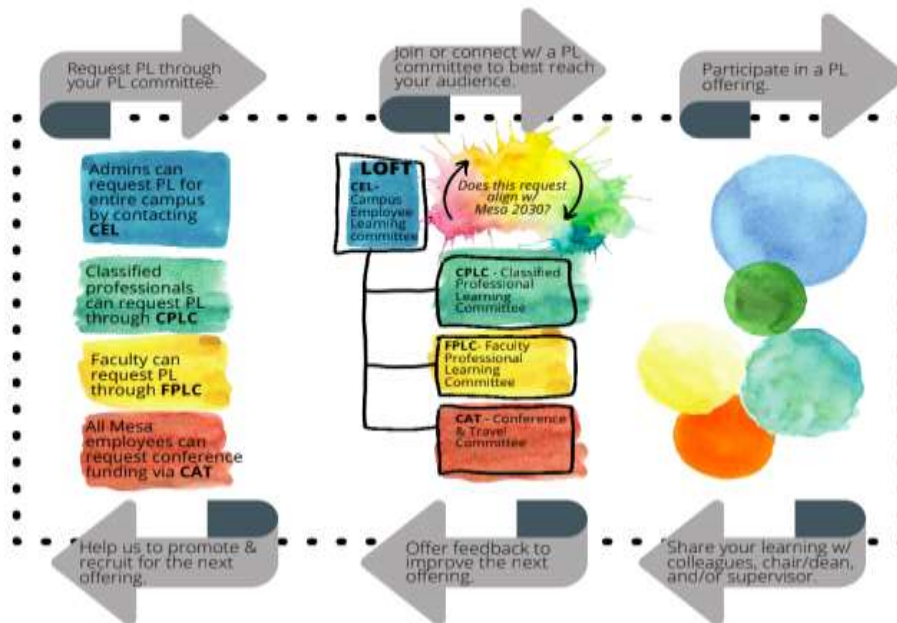 Request PL through
your PL committee.
Join or connect w/ a PL
committee to best reach
your audience.
Participate in a PL
offering.
Admins can
request PL for
entire campus
by contacting
CEL
Classified
professionals
can request PL
through CPLC
Faculty can
request PL
through FPLC
All Mesa
employees can
request conference
funding via CAT
LOFT
CEL-
Campus
Employee
Learning
committee
Does this request
align w/
Mesa 2030?
CPLC - Classified
Professional
Learning
Committee
FPLC- Faculty
Professional
Learning
Committee
CAT - Conference
& Travel
Committee
Help us to promote &
recruit for the next
offering.
Offer feedback to
improve the next
offering.
Share your learning w/
colleagues, chair/dean,
and/or supervisor.